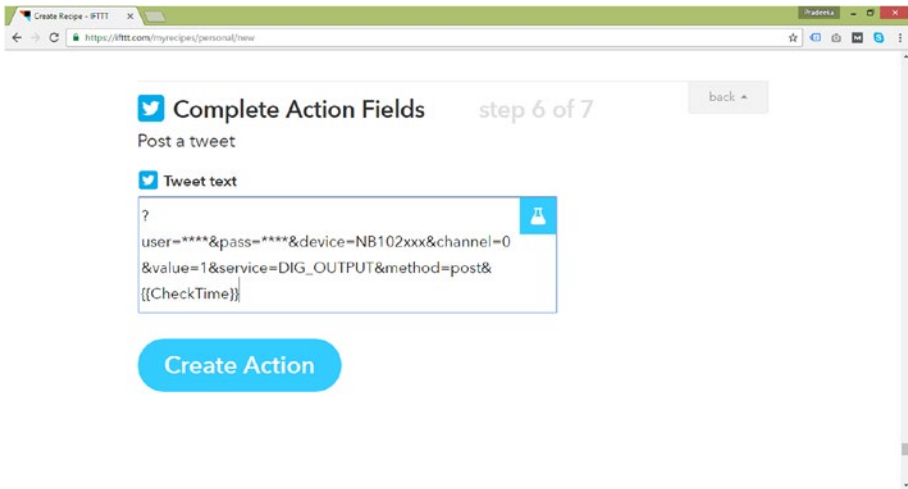 Create Recipe - IFTTT
Pradeeka
https://ifttt.com/myrecipes/personal/new
Complete Action Fields
step 6 of 7
back
Post a tweet
Tweet text
?
user=****&pass=****&device=NB102xxx&channel=0
&value=1&service=DIG_OUTPUT&method=post&
{{CheckTime}}
Create Action